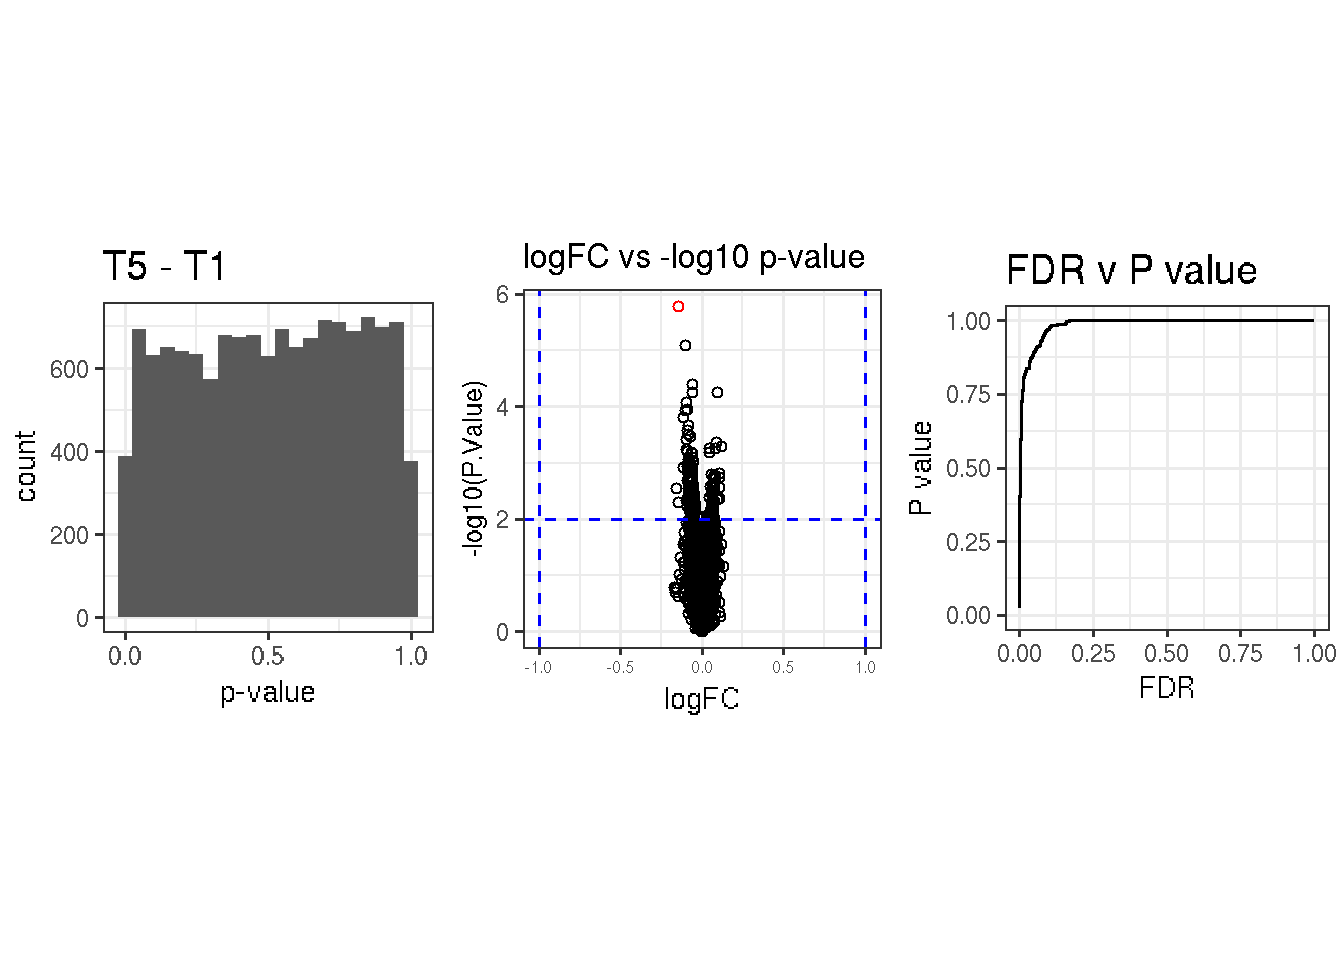 T5 - T1
600
400
200
0
count
0.0 0.5 1.0
p-value
logFC vs -log10 p-value
6
4
2
0
-log10(P.Value)
-1.0 -0.5 0.0 0.5 1.0
logFC
FDR v P value
1.00
0.75
0.50
0.25
0.00
P value
0.00 0.25 0.50 0.75 1.00
FDR